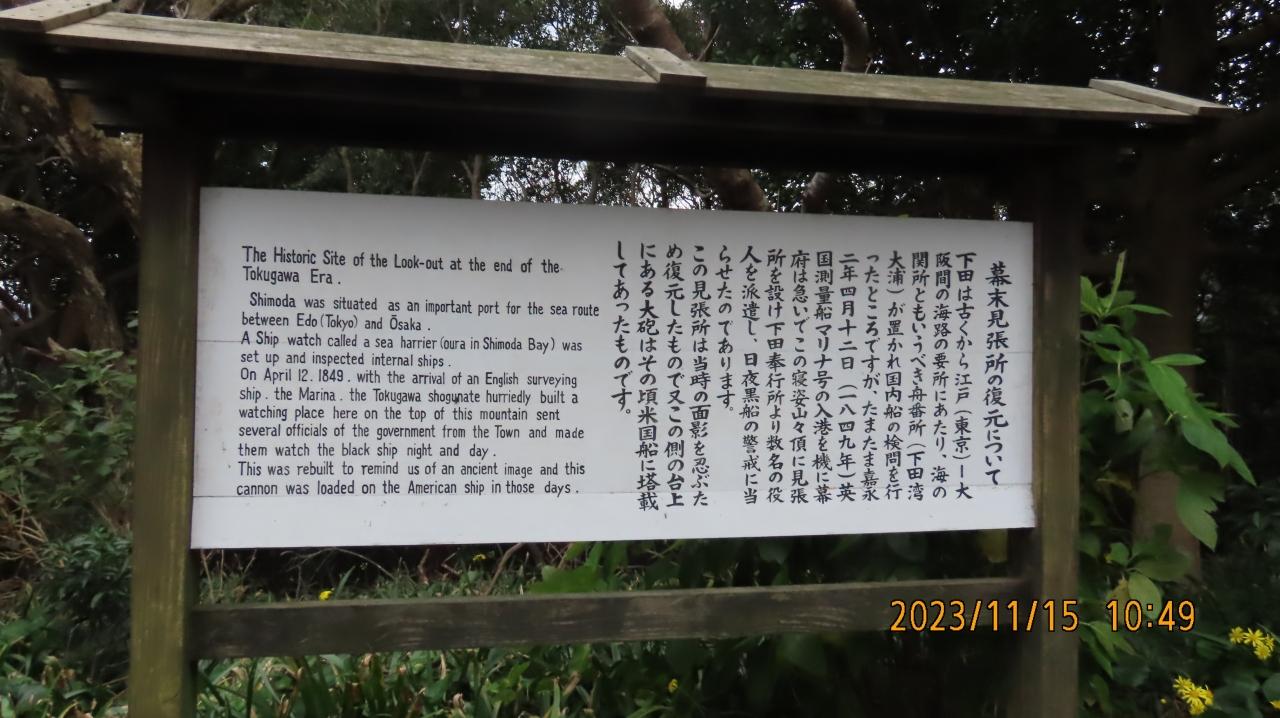 The Historic Site of the Look-out at the end of the
Tokugawa Era.
Shimoda was situated as an important port for the sea route
between Edo (Tokyo) and Ōsaka.
A Ship watch called a sea harrier (oura in Shimoda Bay) was
set up and inspected internal ships.
On April 12. 1849. with the arrival of an English surveying
ship. the Marina. the Tokugawa shogunate hurriedly built a
watching place here on the top of this mountain sent
several officials of the government from the Town and made
them watch the black ship night and day.
This was rebuilt to remind us of an ancient image and this
cannon was loaded on the American ship in those days.
幕末見張所の復元について
下田は古くから江戸(東京)ー大
阪間の海路の要所にあたり、海の
関所ともいうべき舟番所(下田湾
大浦)が置かれ国内船の検問を行
ったところですが、たまたま嘉永
二年四月十二日(一八四九年)英
国測量船マリナ号の入港を機に幕
府は急いでこの寝姿山々頂に見張
所を設け下田奉行所より数名の役
人を派遣し、日夜黒船の警戒に当
らせたのであります。
この見張所は当時の面影を忍ぶた
め復元したもので又この側の台上
にある大砲はその頃米国船に塔載
してあったものです。
2023/11/15 10:49